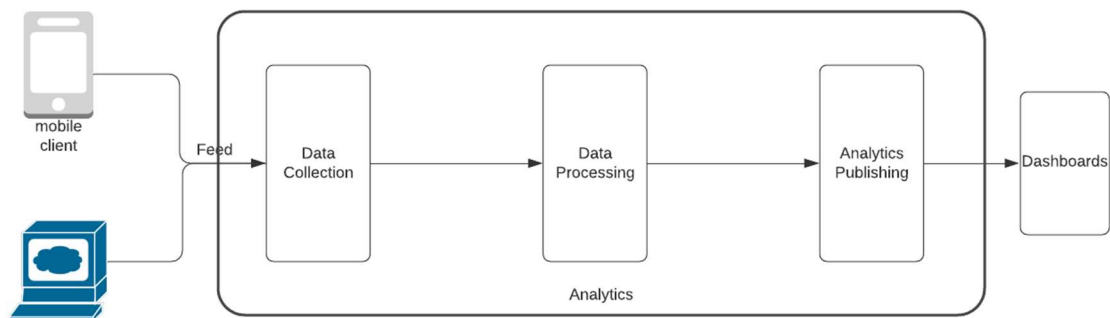 mobile
client
Feed
Data
Collection
Data
Processing
Analytics
Publishing
Dashboards
Analytics